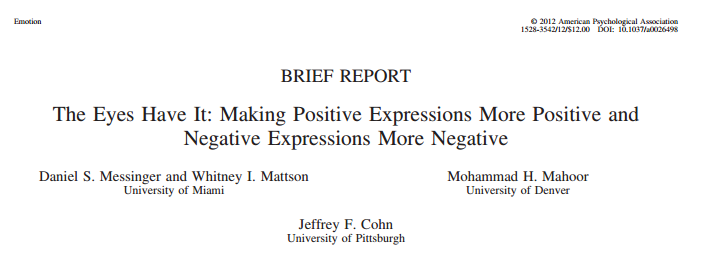 Emotion
© 2012 American Psychological Association
1528-3542/12/$12.00 DOI: 10.1037/a0026498
BRIEF REPORT
The Eyes Have It: Making Positive Expressions More Positive and
Negative Expressions More Negative
Daniel S. Messinger and Whitney I. Mattson
University of Miami
Mohammad H. Mahoor
University of Denver
Jeffrey F. Cohn
University of Pittsburgh